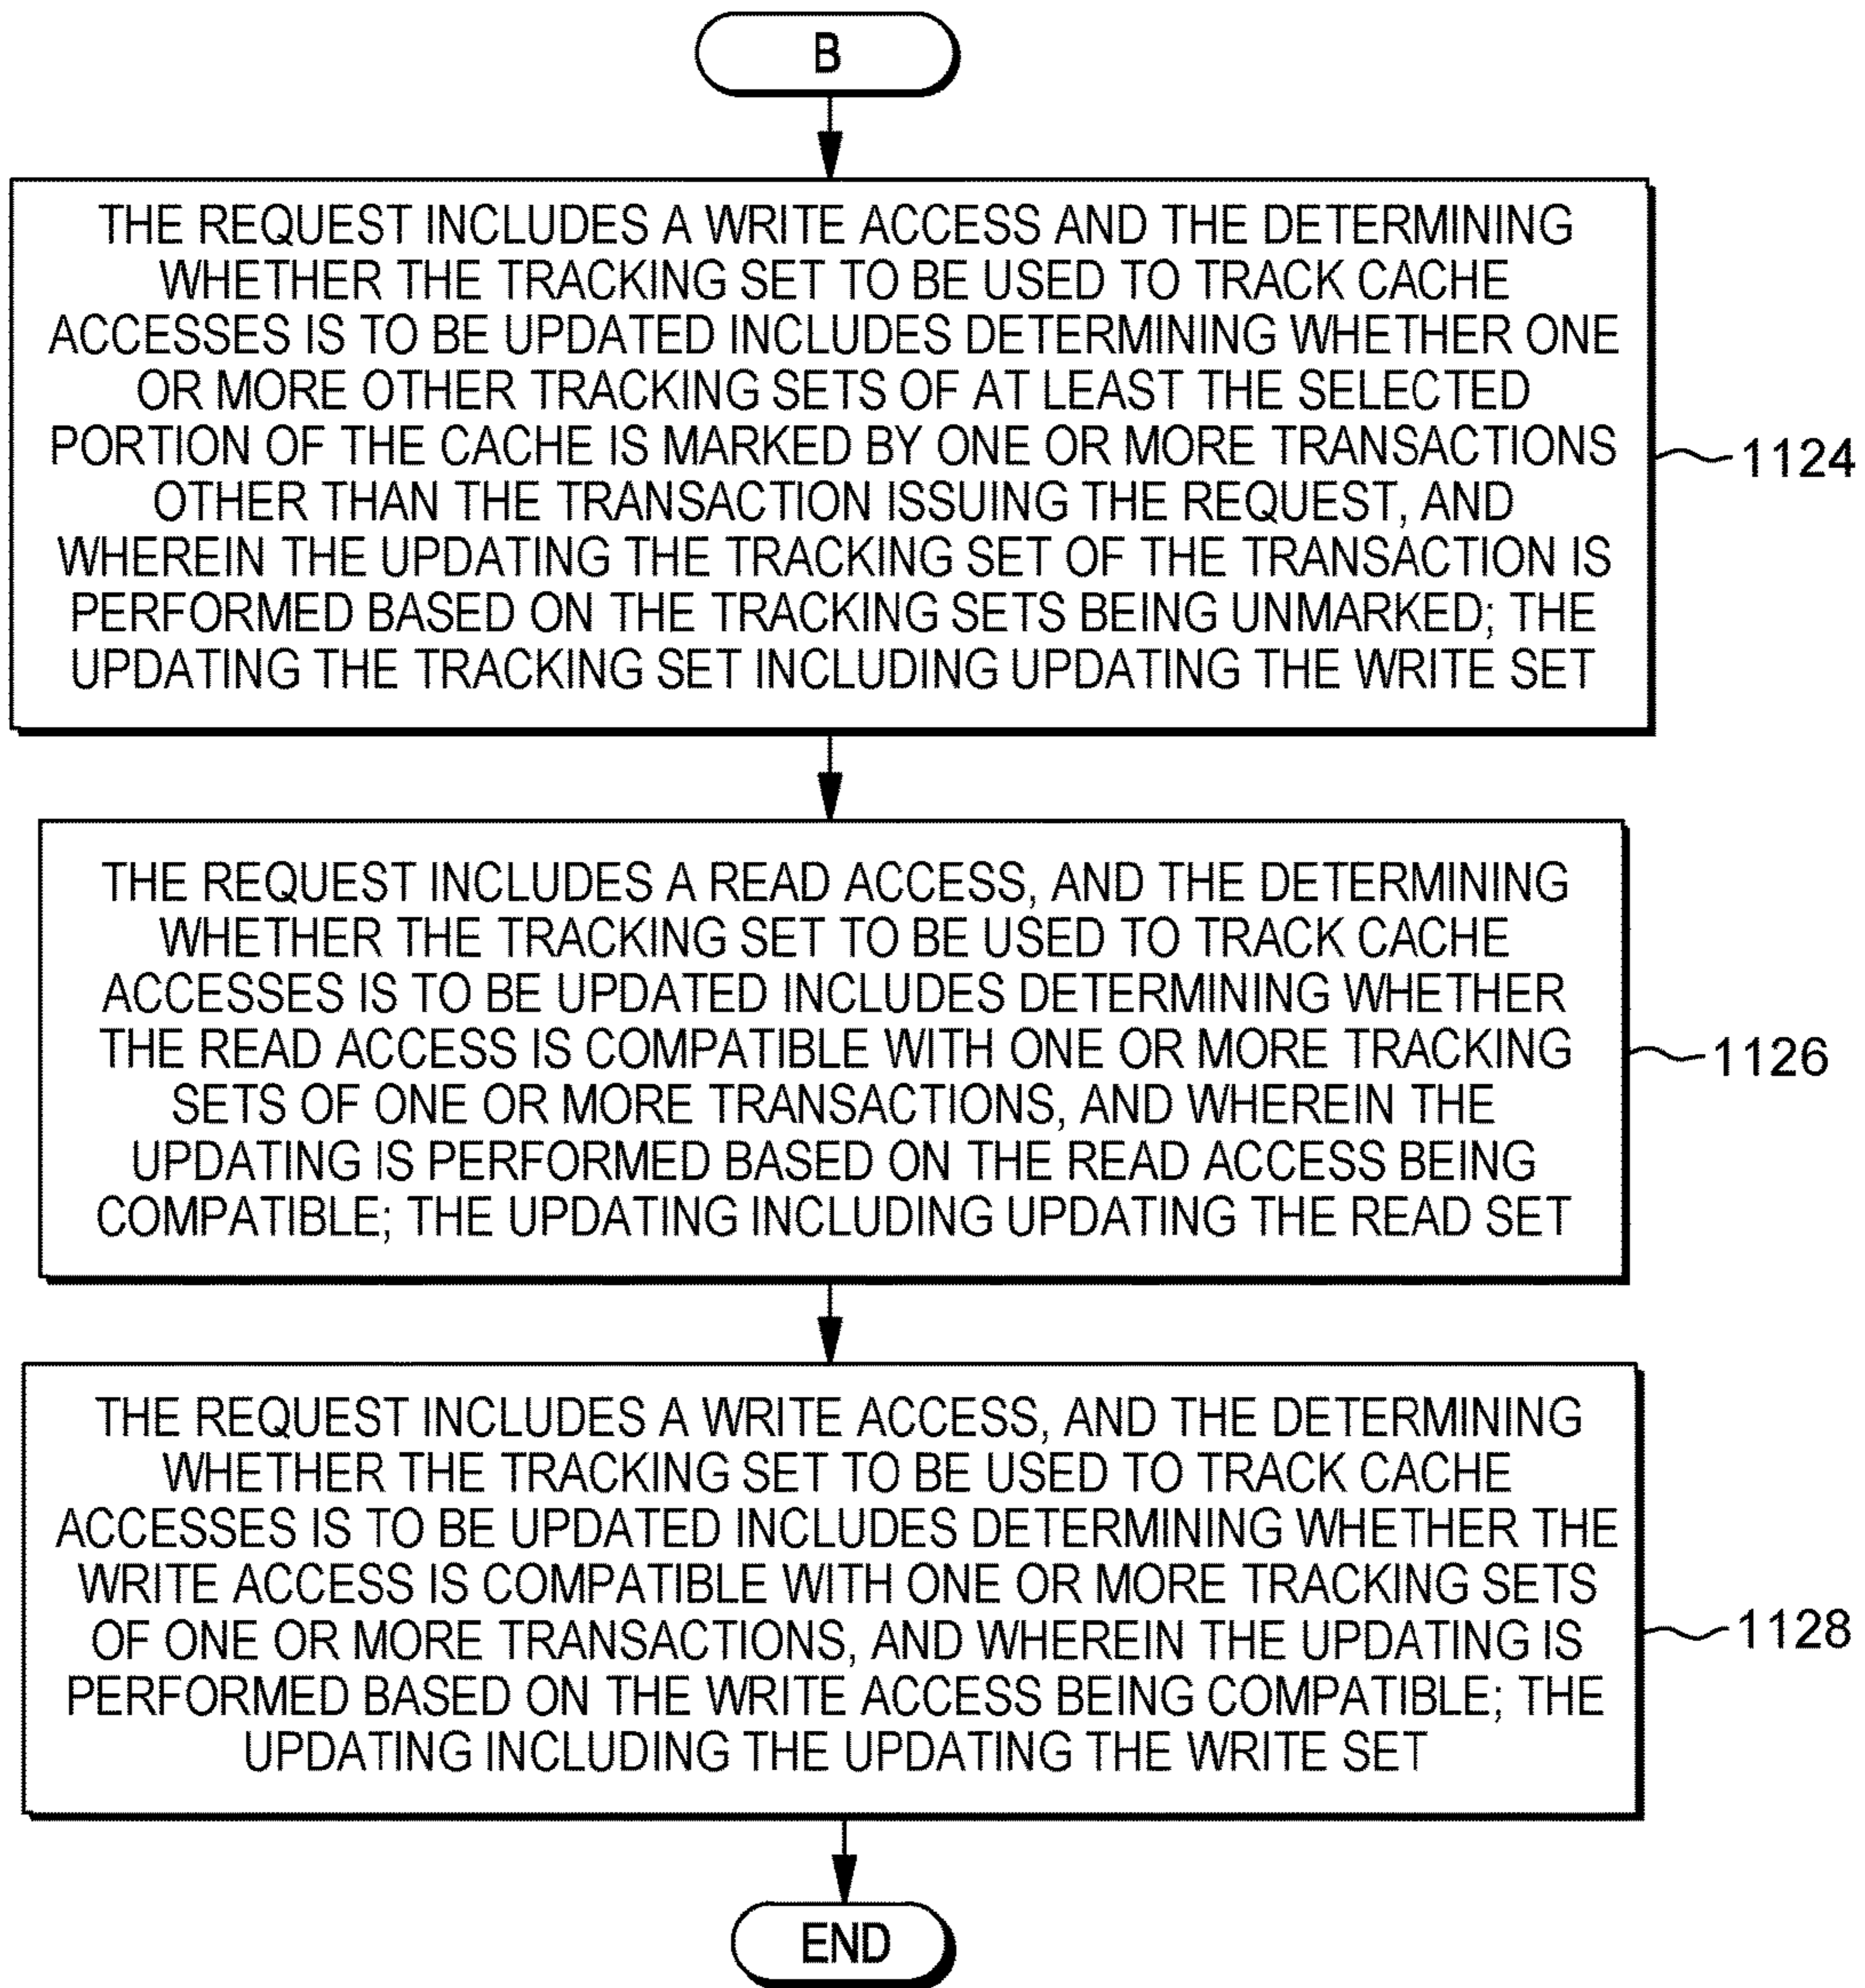 B
THE REQUEST INCLUDES A WRITE ACCESS AND THE DETERMINING
WHETHER THE TRACKING SET TO BE USED TO TRACK CACHE
ACCESSES IS TO BE UPDATED INCLUDES DETERMINING WHETHER ONE
OR MORE OTHER TRACKING SETS OF AT LEAST THE SELECTED
PORTION OF THE CACHE IS MARKED BY ONE OR MORE TRANSACTIONS
OTHER THAN THE TRANSACTION ISSUING THE REQUEST, AND
WHEREIN THE UPDATING THE TRACKING SET OF THE TRANSACTION IS
PERFORMED BASED ON THE TRACKING SETS BEING UNMARKED; THE
UPDATING THE TRACKING SET INCLUDING UPDATING THE WRITE SET
1124
THE REQUEST INCLUDES A READ ACCESS, AND THE DETERMINING
WHETHER THE TRACKING SET TO BE USED TO TRACK CACHE
ACCESSES IS TO BE UPDATED INCLUDES DETERMINING WHETHER
THE READ ACCESS IS COMPATIBLE WITH ONE OR MORE TRACKING
SETS OF ONE OR MORE TRANSACTIONS, AND WHEREIN THE
UPDATING IS PERFORMED BASED ON THE READ ACCESS BEING
COMPATIBLE; THE UPDATING INCLUDING UPDATING THE READ SET
1126
THE REQUEST INCLUDES A WRITE ACCESS, AND THE DETERMINING
WHETHER THE TRACKING SET TO BE USED TO TRACK CACHE
ACCESSES IS TO BE UPDATED INCLUDES DETERMINING WHETHER THE
WRITE ACCESS IS COMPATIBLE WITH ONE OR MORE TRACKING SETS
OF ONE OR MORE TRANSACTIONS, AND WHEREIN THE UPDATING IS
PERFORMED BASED ON THE WRITE ACCESS BEING COMPATIBLE; THE
UPDATING INCLUDING THE UPDATING THE WRITE SET
1128
END